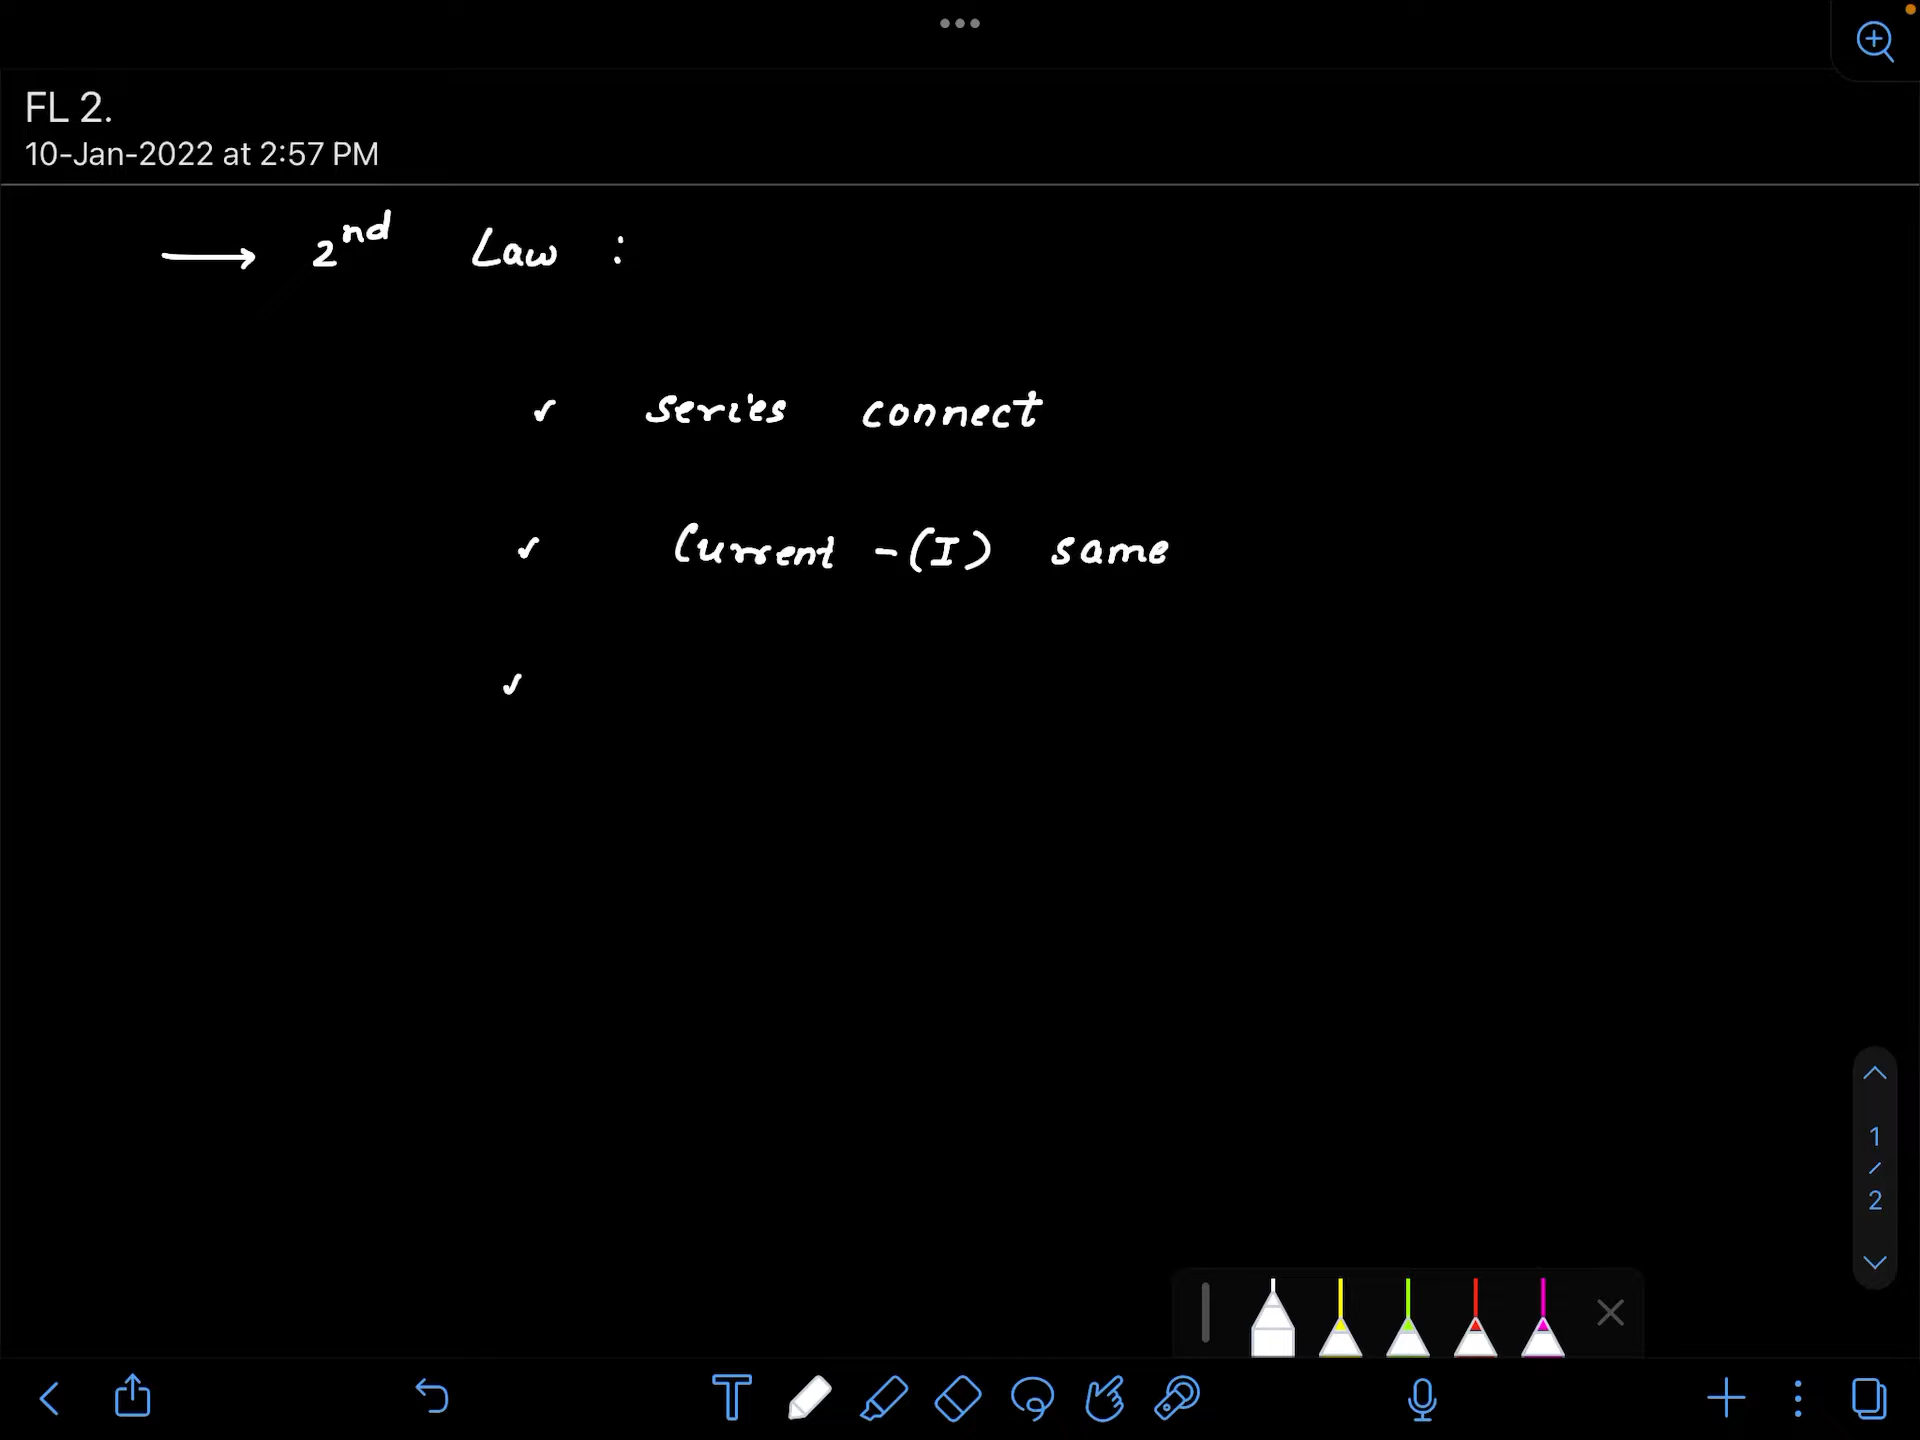 FL 2.
10-Jan-2022 at 2:57 PM
→ 2nd Law :
✓ series connect
✓ Current -(I) same
✓
1
/
2